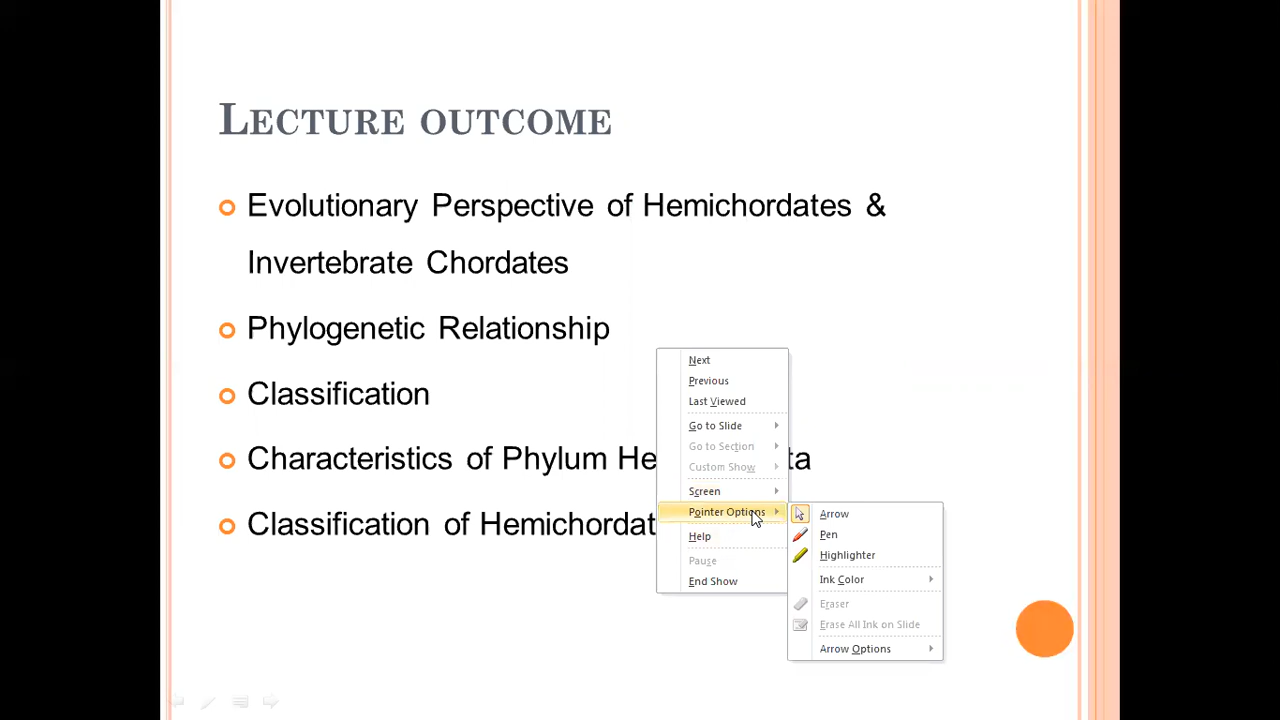 LECTURE OUTCOME
Evolutionary Perspective of Hemichordates &
Invertebrate Chordates
Phylogenetic Relationship
Classification
Characteristics of Phylum He ta
Classification of Hemichordat
Next
Previous
Last Viewed
Go to Slide
Go to Section
Custom Show
Screen
Pointer Options
Help
Pause
End Show
Arrow
Pen
Highlighter
Ink Color
Eraser
Erase All Ink on Slide
Arrow Options